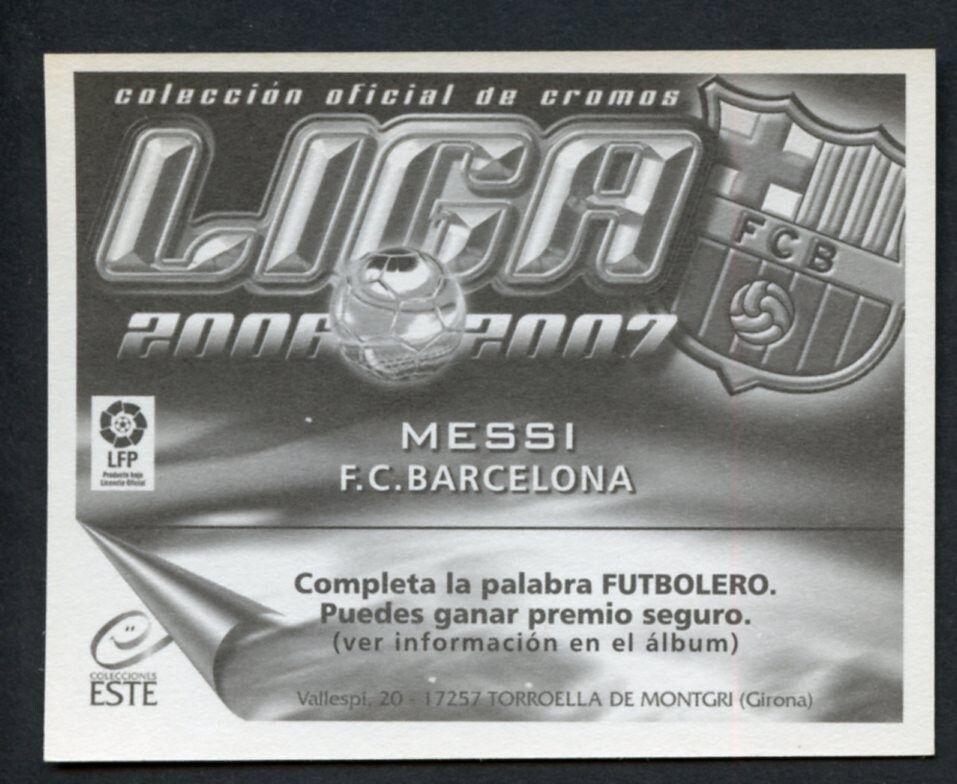 colección oficial de cromos
LIGA
FCB
2006 2007
LFP
Producto bajo
Licencia Oficial
MESSI
F.C.BARCELONA
Completa la palabra FUTBOLERO.
Puedes ganar premio seguro.
(ver información en el álbum)
COLECCIONES
ESTE
Vallespí, 20 - 17257 TORROELLA DE MONTGRI (Girona)